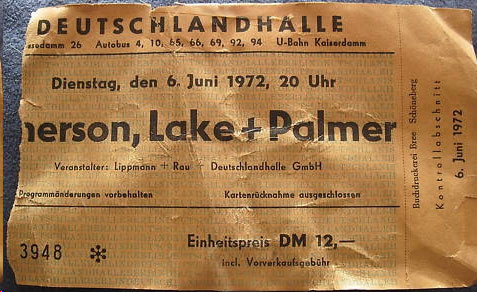 DEUTSCHLANDHALLE
ssedamm 26 Autobus 4, 10, 65, 66, 69, 92, 94 U-Bahn Kaiserdamm
Dienstag, den 6. Juni 1972, 20 Uhr
nerson, Lake + Palmer
Veranstalter: Lippmann + Rau - Deutschlandhalle GmbH
Programmänderungen vorbehalten Kartenrücknahme ausgeschlossen
3948 * Einheitspreis DM 12,—
incl. Vorverkaufsgebühr
Buchdruckerei Bree Schöneberg
Kontrollabschnitt
6. Juni 1972